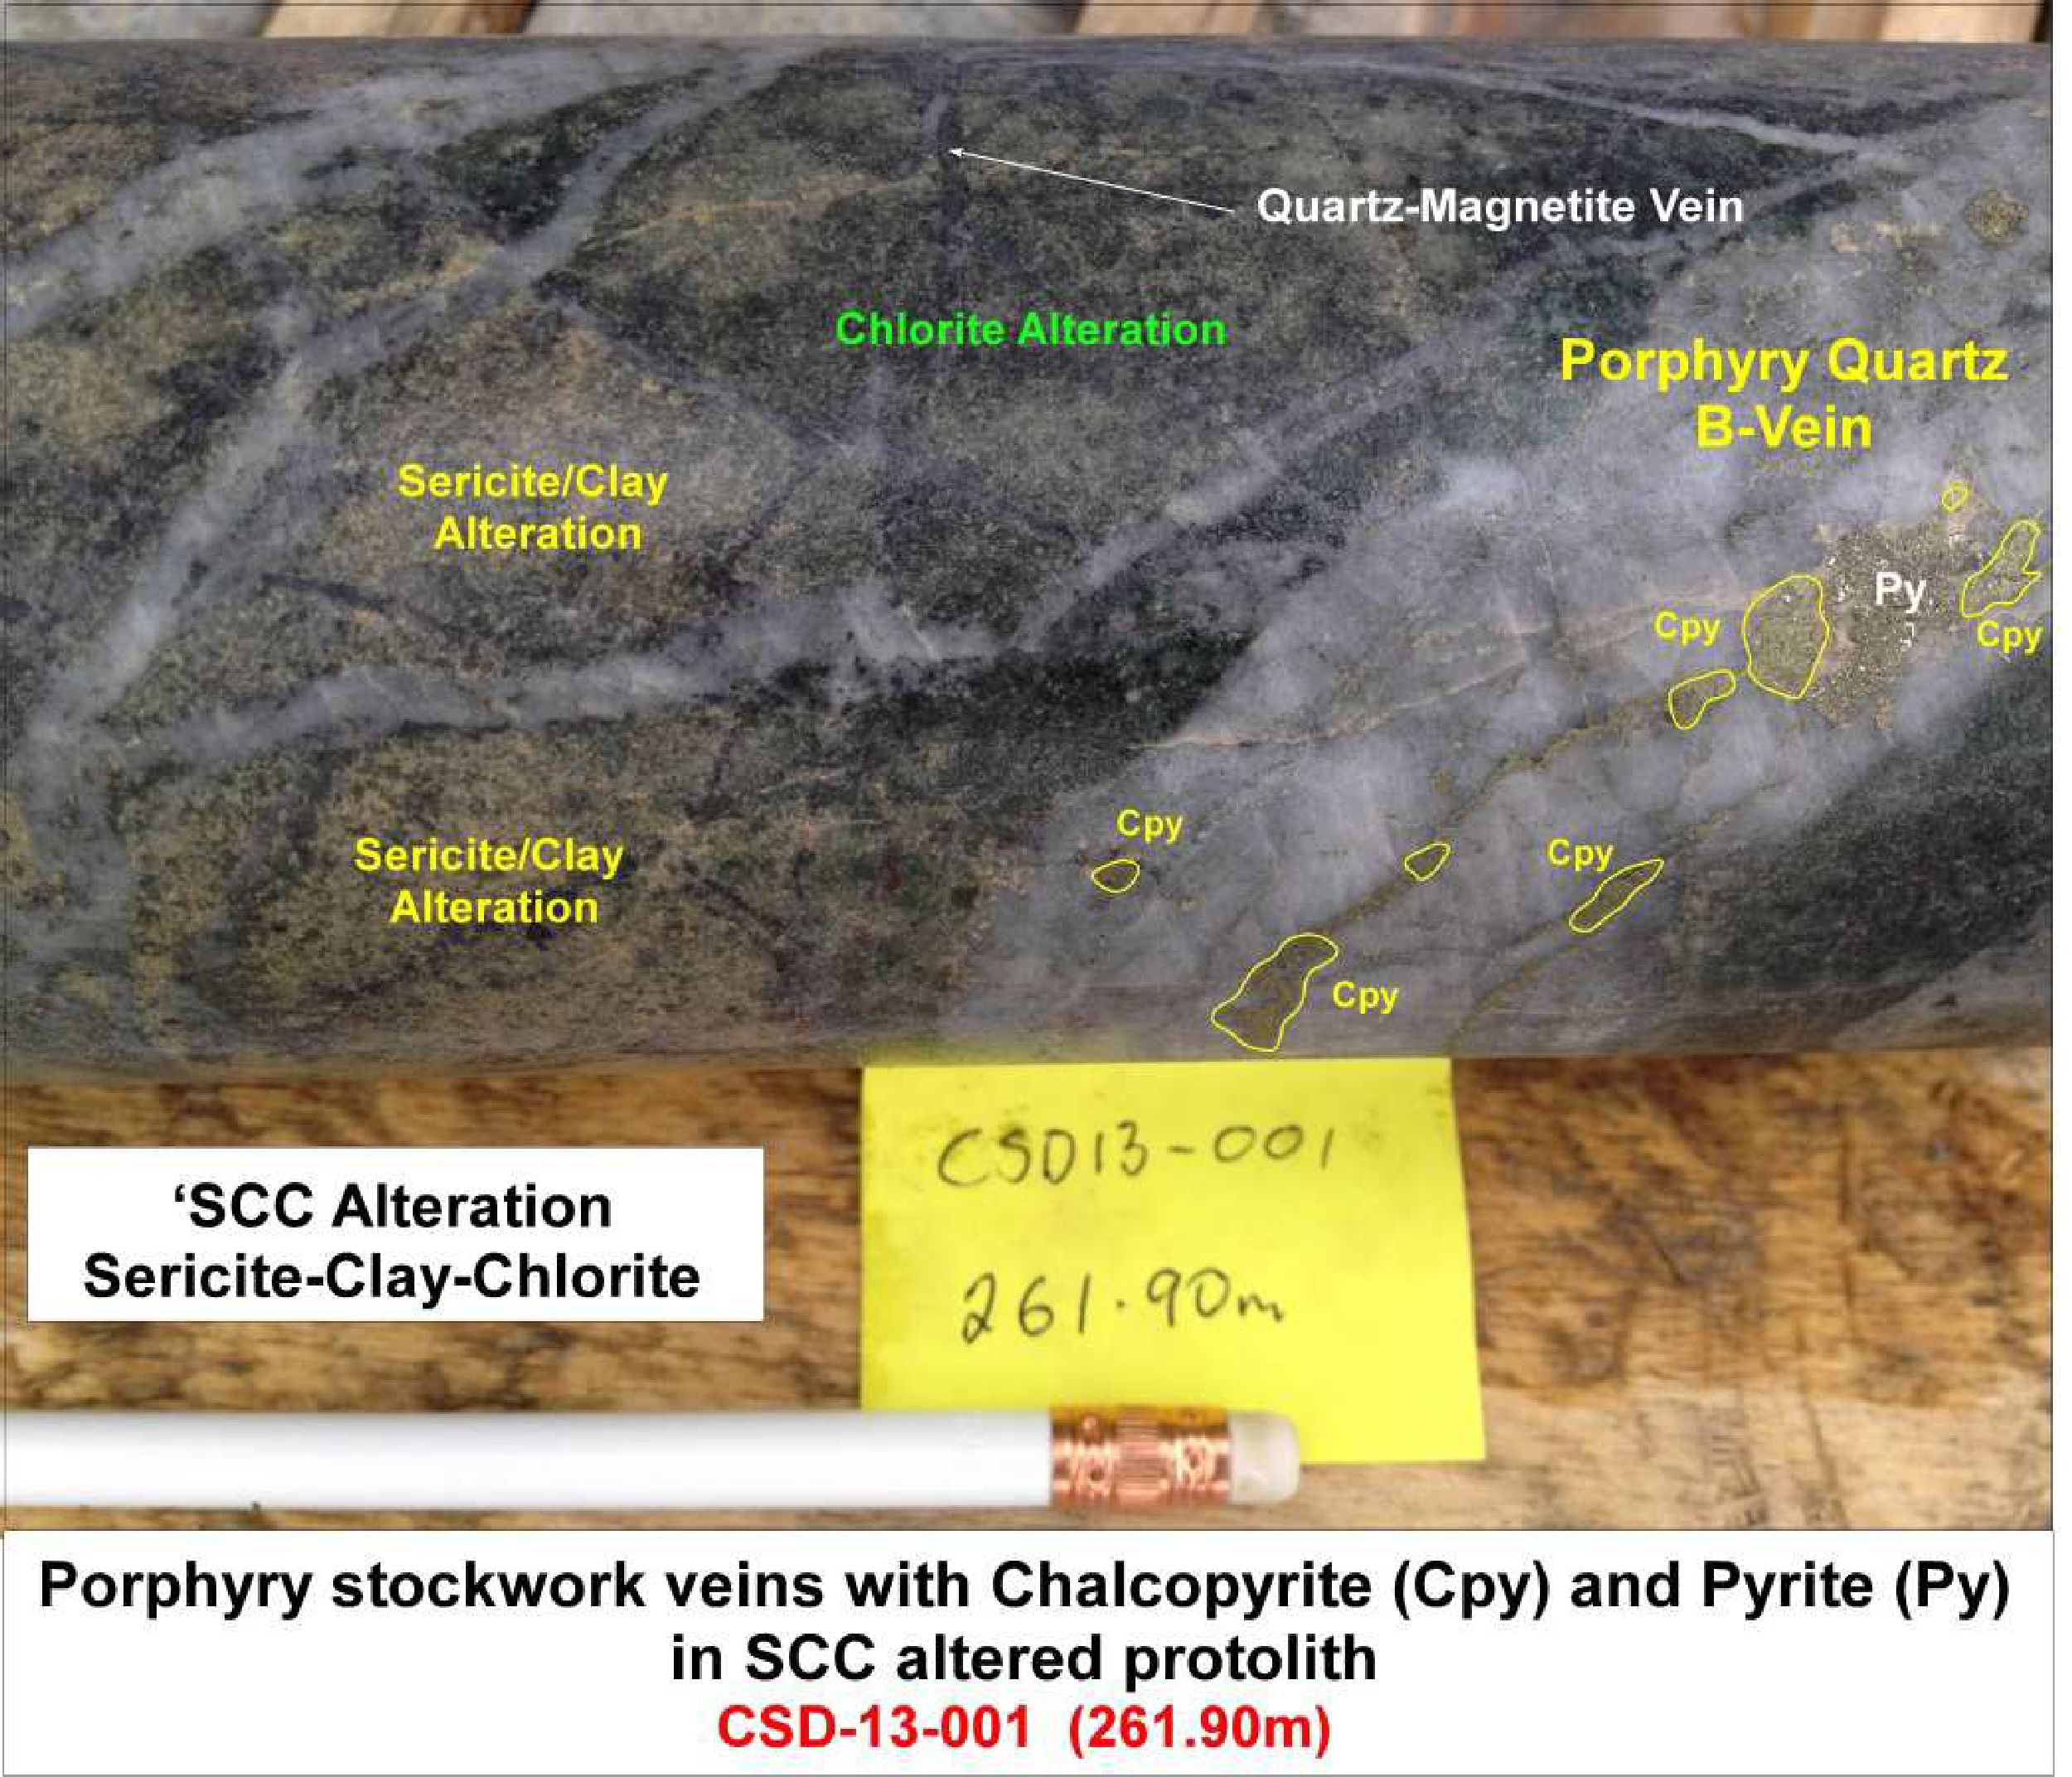 Quartz-Magnetite Vein
Chlorite Alteration
Porphyry Quartz
B-Vein
Sericite/Clay
Alteration
Py
Cpy
Cpy
Cpy
Sericite/Clay
Alteration
Cpy
Cpy
CSD13-001
261.90m
‘SCC Alteration
Sericite-Clay-Chlorite
Porphyry stockwork veins with Chalcopyrite (Cpy) and Pyrite (Py)
in SCC altered protolith
CSD-13-001 (261.90m)